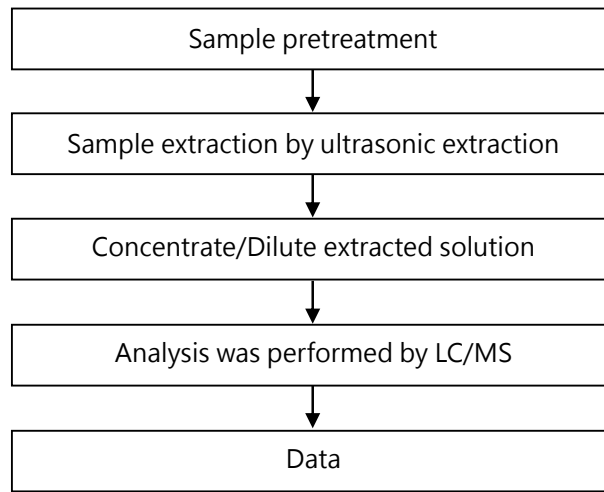 Sample pretreatment
Sample extraction by ultrasonic extraction
Concentrate/Dilute extracted solution
Analysis was performed by LC/MS
Data